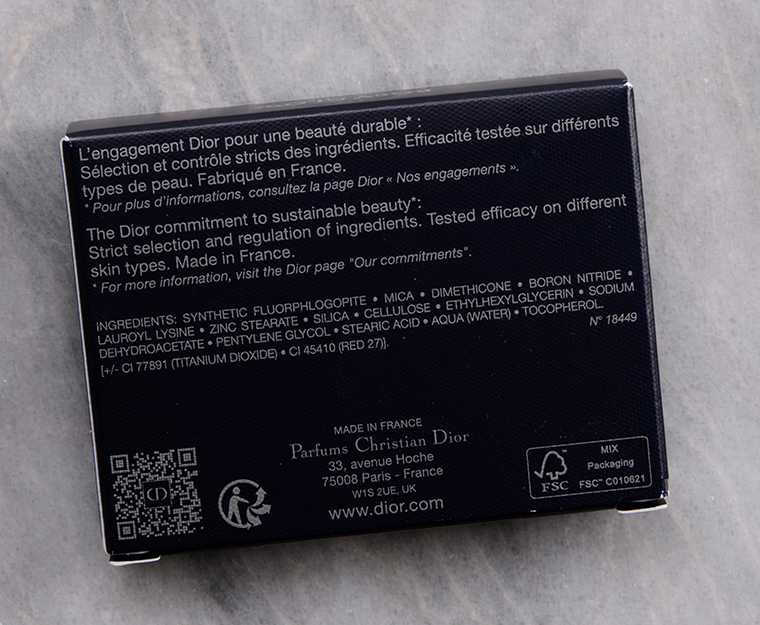 L'engagement Dior pour une beauté durable* :
Sélection et contrôle stricts des ingrédients. Efficacité testée sur différents
types de peau. Fabriqué en France.
* Pour plus d'informations, consultez la page Dior « Nos engagements ».
The Dior commitment to sustainable beauty*:
Strict selection and regulation of ingredients. Tested efficacy on different
skin types. Made in France.
* For more information, visit the Dior page "Our commitments".
INGREDIENTS: SYNTHETIC FLUORPHLOGOPITE • MICA • DIMETHICONE • BORON NITRIDE •
LAUROYL LYSINE • ZINC STEARATE • SILICA • CELLULOSE • ETHYLHEXYLGLYCERIN • SODIUM
DEHYDROACETATE • PENTYLENE GLYCOL • STEARIC ACID • AQUA (WATER) • TOCOPHEROL.
[+/- CI 77891 (TITANIUM DIOXIDE) • CI 45410 (RED 27)].
N° 18449
MADE IN FRANCE
Parfums Christian Dior
33, avenue Hoche
75008 Paris - France
W1S 2UE, UK
www.dior.com
CD
FSC
MIX
Packaging
FSC™ C010621